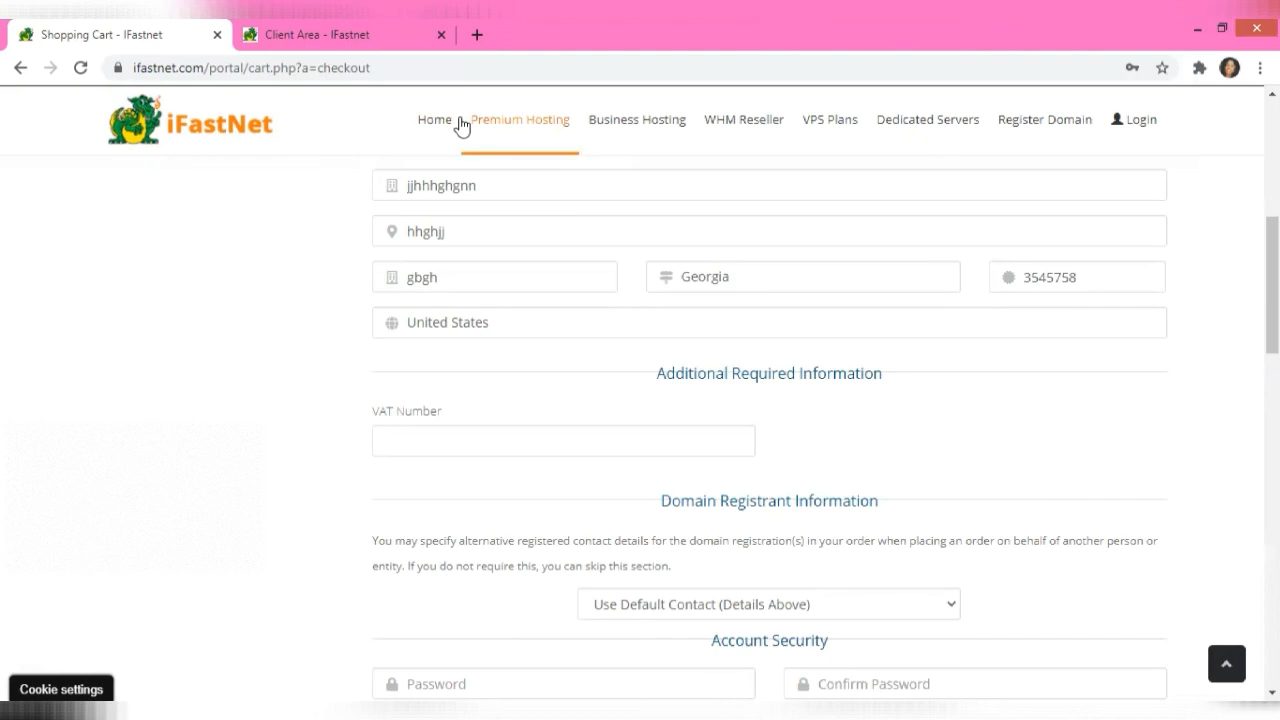 Shopping Cart - IFastnet
Client Area - IFastnet
ifastnet.com/portal/cart.php?a=checkout
iFastNet
Home
Premium Hosting
Business Hosting
WHM Reseller
VPS Plans
Dedicated Servers
Register Domain
Login
jjhhhghgnn
hhghjj
gbgh
Georgia
3545758
United States
Additional Required Information
VAT Number
Domain Registrant Information
You may specify alternative registered contact details for the domain registration(s) in your order when placing an order on behalf of another person or
entity. If you do not require this, you can skip this section.
Use Default Contact (Details Above)
Account Security
Password
Confirm Password
Cookie settings